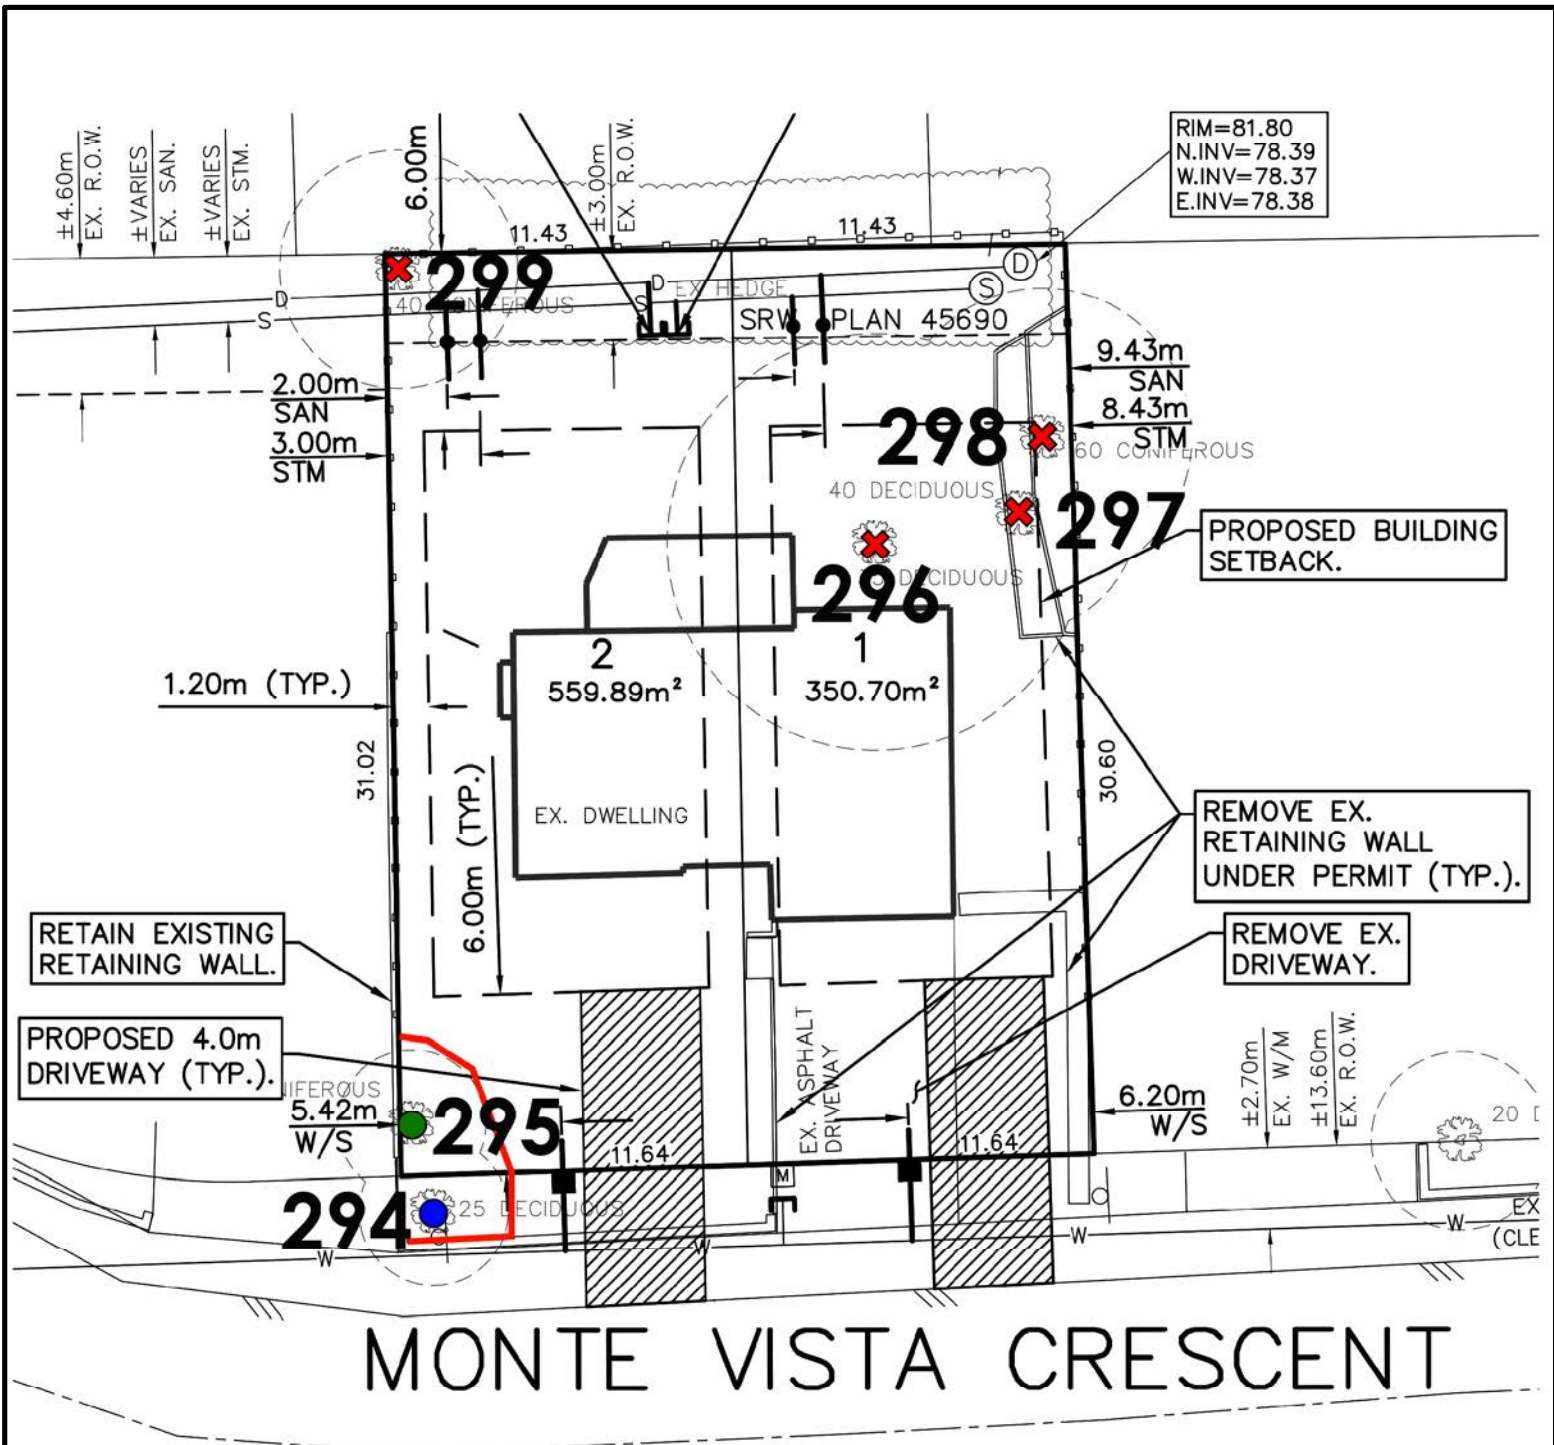 ±4.60m
EX. R.O.W.
±VARIES
EX. SAN.
±VARIES
EX. STM.
6.00m
±3.00m
EX. R.O.W.
RIM=81.80
N.INV=78.39
W.INV=78.37
E.INV=78.38
11.43
11.43
299
D
D
D
S
S
S
EX HEDGE
SRW PLAN 45690
2.00m
SAN
3.00m
STM
9.43m
SAN
8.43m
STM
298
60 CONIFEROUS
40 DECIDUOUS
297
PROPOSED BUILDING
SETBACK.
DECIDUOUS
296
2
559.89m²
1
350.70m²
1.20m (TYP.)
31.02
30.60
6.00m (TYP.)
EX. DWELLING
REMOVE EX.
RETAINING WALL
UNDER PERMIT (TYP.).
RETAIN EXISTING
RETAINING WALL.
REMOVE EX.
DRIVEWAY.
PROPOSED 4.0m
DRIVEWAY (TYP.).
EX. ASPHALT
DRIVEWAY
±2.70m
EX. W/M
±13.60m
EX. R.O.W.
NIFEROUS
5.42m
W/S
295
6.20m
W/S
20 D
11.64
11.64
M
294
25 DECIDUOUS
W
W
W
W
EX
(CLE
MONTE VISTA CRESCENT